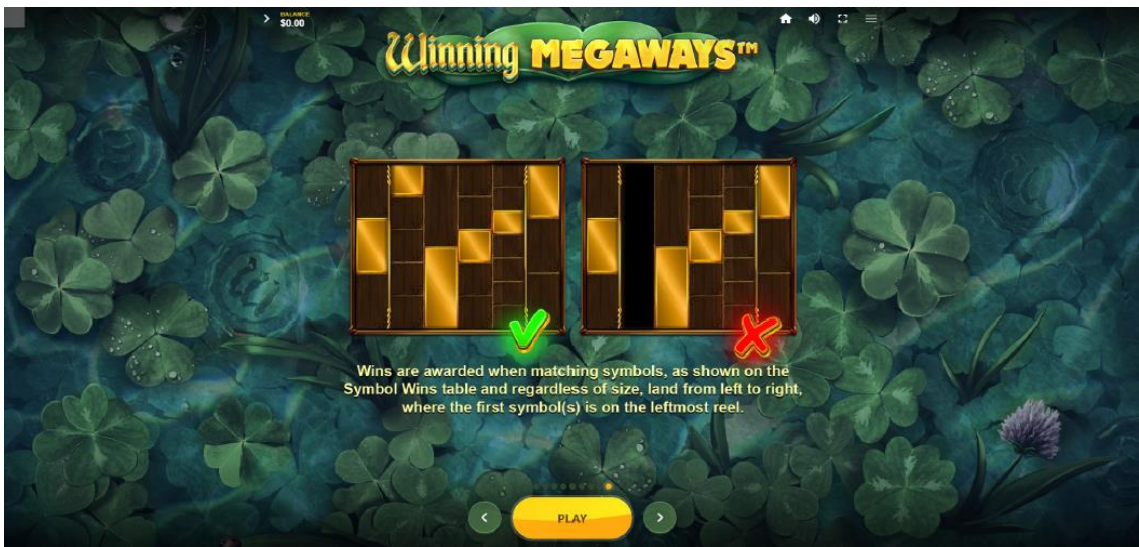 BALANCE
$0.00
Winning MEGAWAYS™
Wins are awarded when matching symbols, as shown on the
Symbol Wins table and regardless of size, land from left to right,
where the first symbol(s) is on the leftmost reel.
PLAY